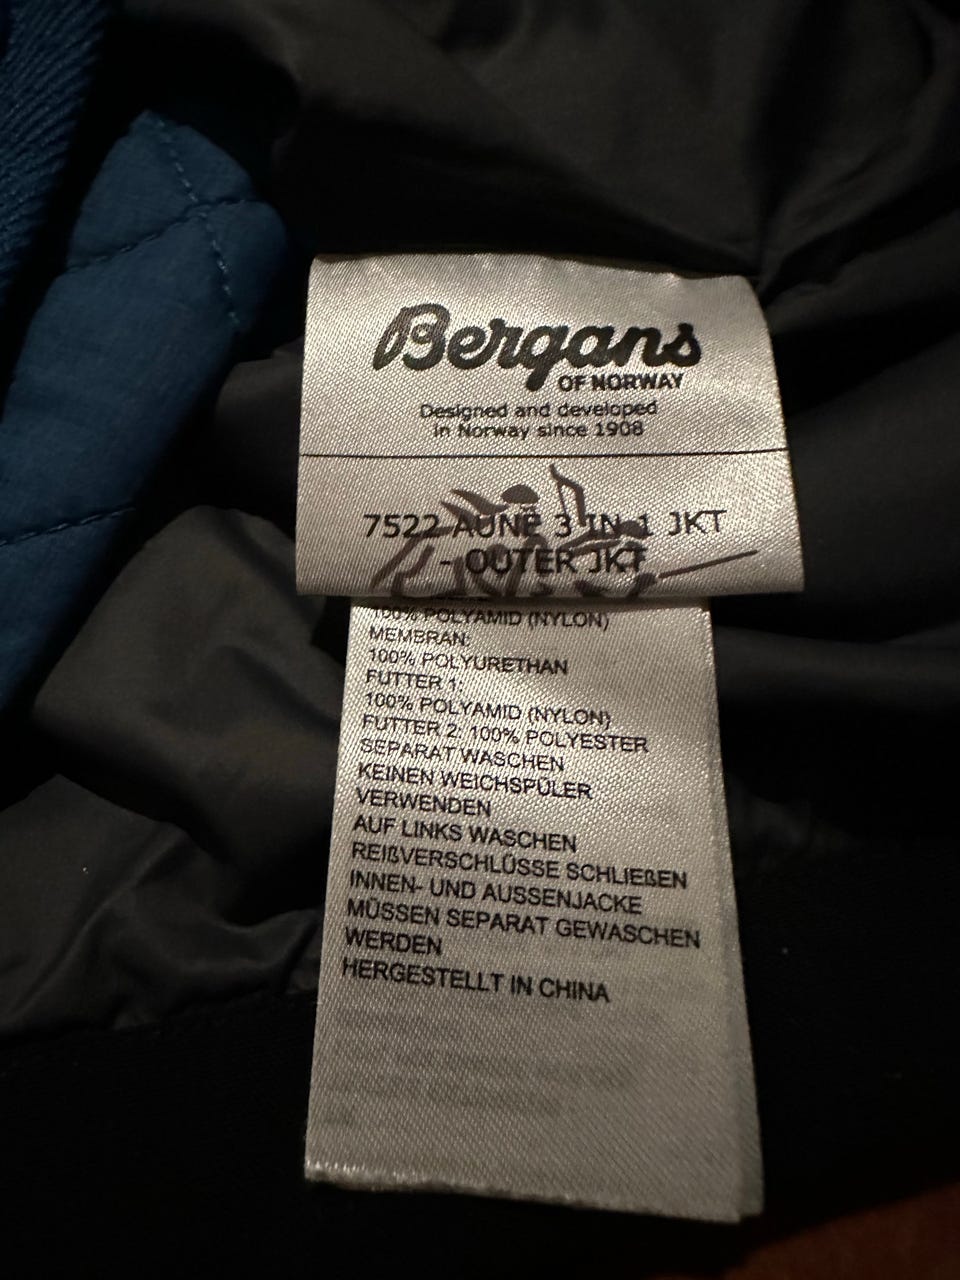 Bergans
OF NORWAY
Designed and developed
in Norway since 1908
7522 AUNE 3 IN 1 JKT
- OUTER JKT
100% POLYAMID (NYLON)
MEMBRAN:
100% POLYURETHAN
FUTTER 1:
100% POLYAMID (NYLON)
FUTTER 2: 100% POLYESTER
SEPARAT WASCHEN
KEINEN WEICHSPÜLER
VERWENDEN
AUF LINKS WASCHEN
REIßVERSCHLÜSSE SCHLIEßEN
INNEN- UND AUSSENJACKE
MÜSSEN SEPARAT GEWASCHEN
WERDEN
HERGESTELLT IN CHINA